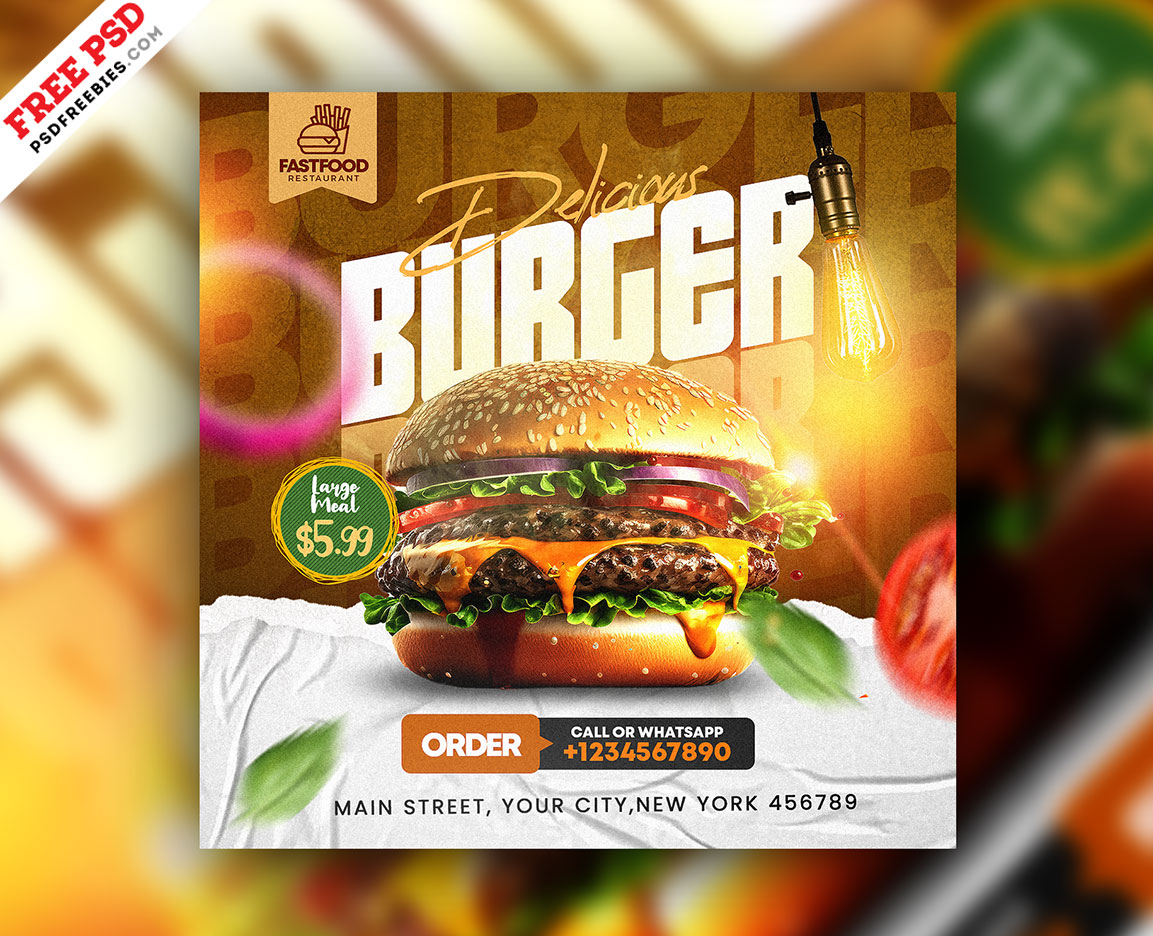 FREE PSD
PSDFREEBIES.COM
FASTFOOD
RESTAURANT
Delicious
BURGER
Large
Meal
$5.99
ORDER
CALL OR WHATSAPP
+1234567890
MAIN STREET, YOUR CITY,NEW YORK 456789